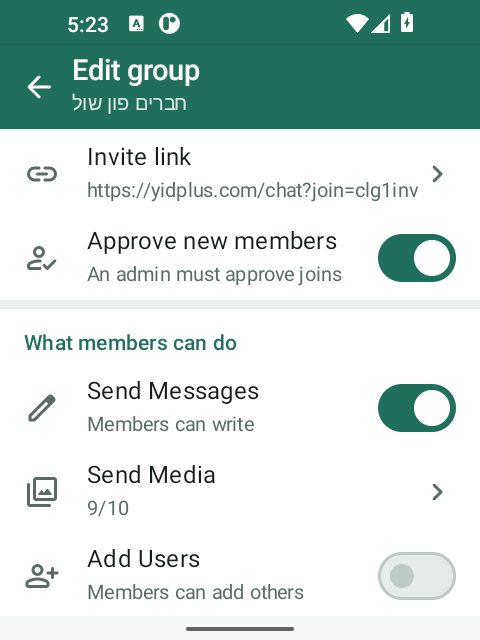 5:23
Edit group
חברים פון שול
Invite link
https://yidplus.com/chat?join=clg1inv
Approve new members
An admin must approve joins
What members can do
Send Messages
Members can write
Send Media
9/10
Add Users
Members can add others